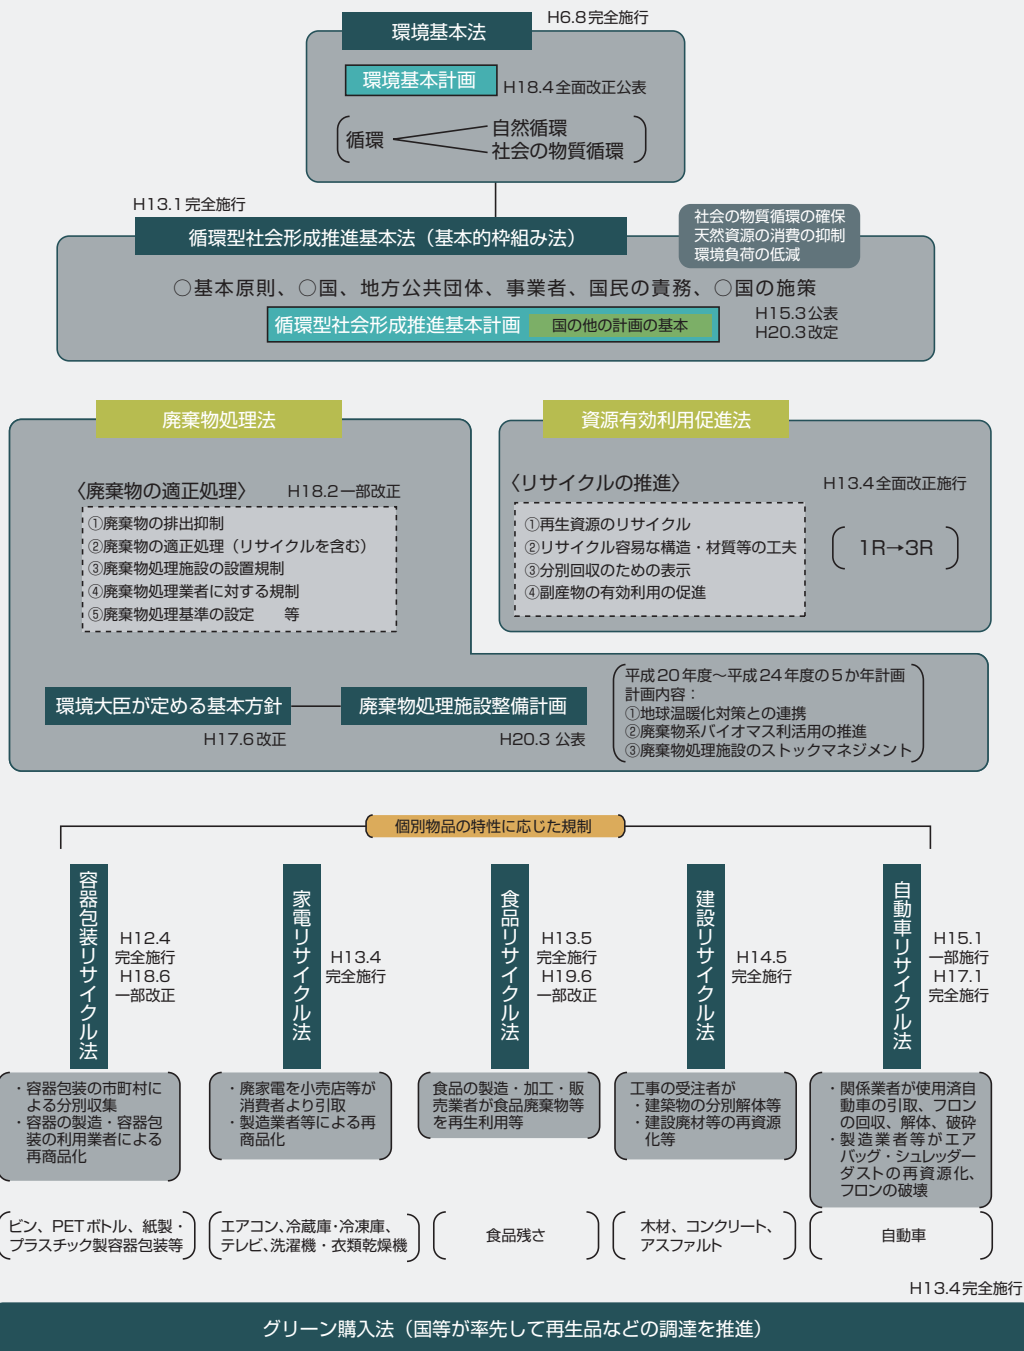 環境基本法
H6.8完全施行
環境基本計画
H18.4全面改正公表
循環
自然循環
社会の物質循環
H13.1完全施行
循環型社会形成推進基本法（基本的枠組み法）
社会の物質循環の確保
天然資源の消費の抑制
環境負荷の低減
○基本原則、○国、地方公共団体、事業者、国民の責務、○国の施策
循環型社会形成推進基本計画
国の他の計画の基本
H15.3公表
H20.3改定
廃棄物処理法
〈廃棄物の適正処理〉
H18.2一部改正
①廃棄物の排出抑制
②廃棄物の適正処理（リサイクルを含む）
③廃棄物処理施設の設置規制
④廃棄物処理業者に対する規制
⑤廃棄物処理基準の設定　　等
資源有効利用促進法
〈リサイクルの推進〉
H13.4全面改正施行
①再生資源のリサイクル
②リサイクル容易な構造・材質等の工夫
③分別回収のための表示
④副産物の有効利用の促進
1R→3R
環境大臣が定める基本方針
H17.6改正
廃棄物処理施設整備計画
H20.3 公表
平成20年度～平成24年度の5か年計画
計画内容：
①地球温暖化対策との連携
②廃棄物系バイオマス利活用の推進
③廃棄物処理施設のストックマネジメント
個別物品の特性に応じた規制
容器包装リサイクル法
H12.4
完全施行
H18.6
一部改正
・容器包装の市町村に
よる分別収集
・容器の製造・容器包
装の利用業者による
再商品化
ビン、PETボトル、紙製・
プラスチック製容器包装等
家電リサイクル法
H13.4
完全施行
・廃家電を小売店等が
消費者より引取
・製造業者等による再
商品化
エアコン、冷蔵庫・冷凍庫、
テレビ、洗濯機・衣類乾燥機
食品リサイクル法
H13.5
完全施行
H19.6
一部改正
食品の製造・加工・販
売業者が食品廃棄物等
を再生利用等
食品残さ
建設リサイクル法
H14.5
完全施行
工事の受注者が
・建築物の分別解体等
・建設廃材等の再資源
化等
木材、コンクリート、
アスファルト
自動車リサイクル法
H15.1
一部施行
H17.1
完全施行
・関係業者が使用済自
動車の引取、フロン
の回収、解体、破砕
・製造業者等がエア
バッグ・シュレッダー
ダストの再資源化、
フロンの破壊
自動車
H13.4完全施行
グリーン購入法（国等が率先して再生品などの調達を推進）